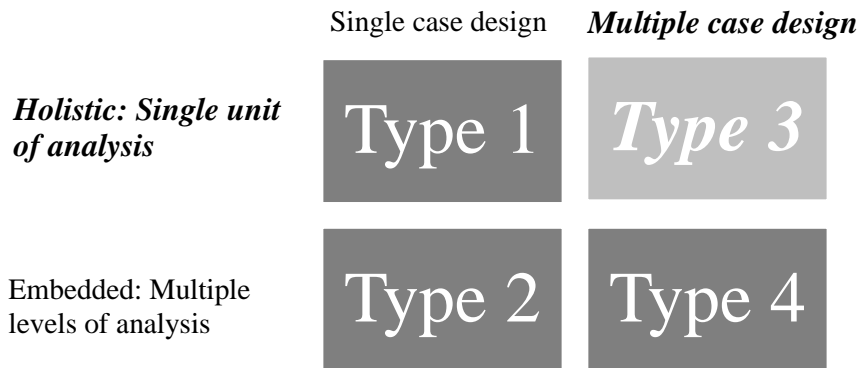 Single case design
Multiple case design
Holistic: Single unit
of analysis
Type 1
Type 3
Embedded: Multiple
levels of analysis
Type 2
Type 4